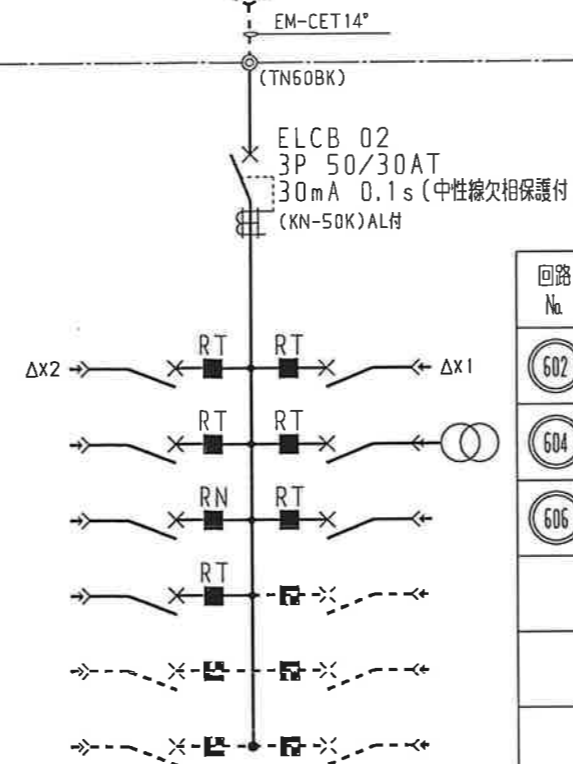 EM-CET14°
(TN60BK)
ELCB 02
3P 50/30AT
30mA 0.1s(中性線欠相保護付
(KN-50K)AL付
回路
No.
RT RT
ΔX2 ΔX1
602
RT RT
604
RN RT
606
RT